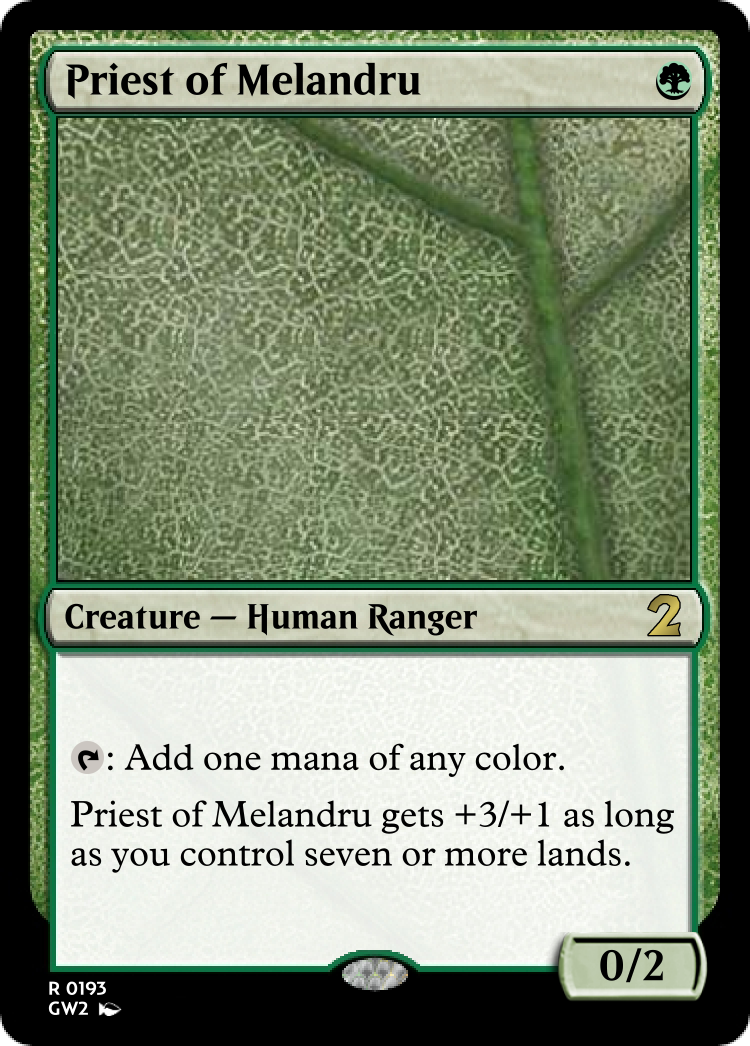 Priest of Melandru
Creature — Human Ranger
2
: Add one mana of any color.
Priest of Melandru gets +3/+1 as long
as you control seven or more lands.
0/2
R 0193
GW2